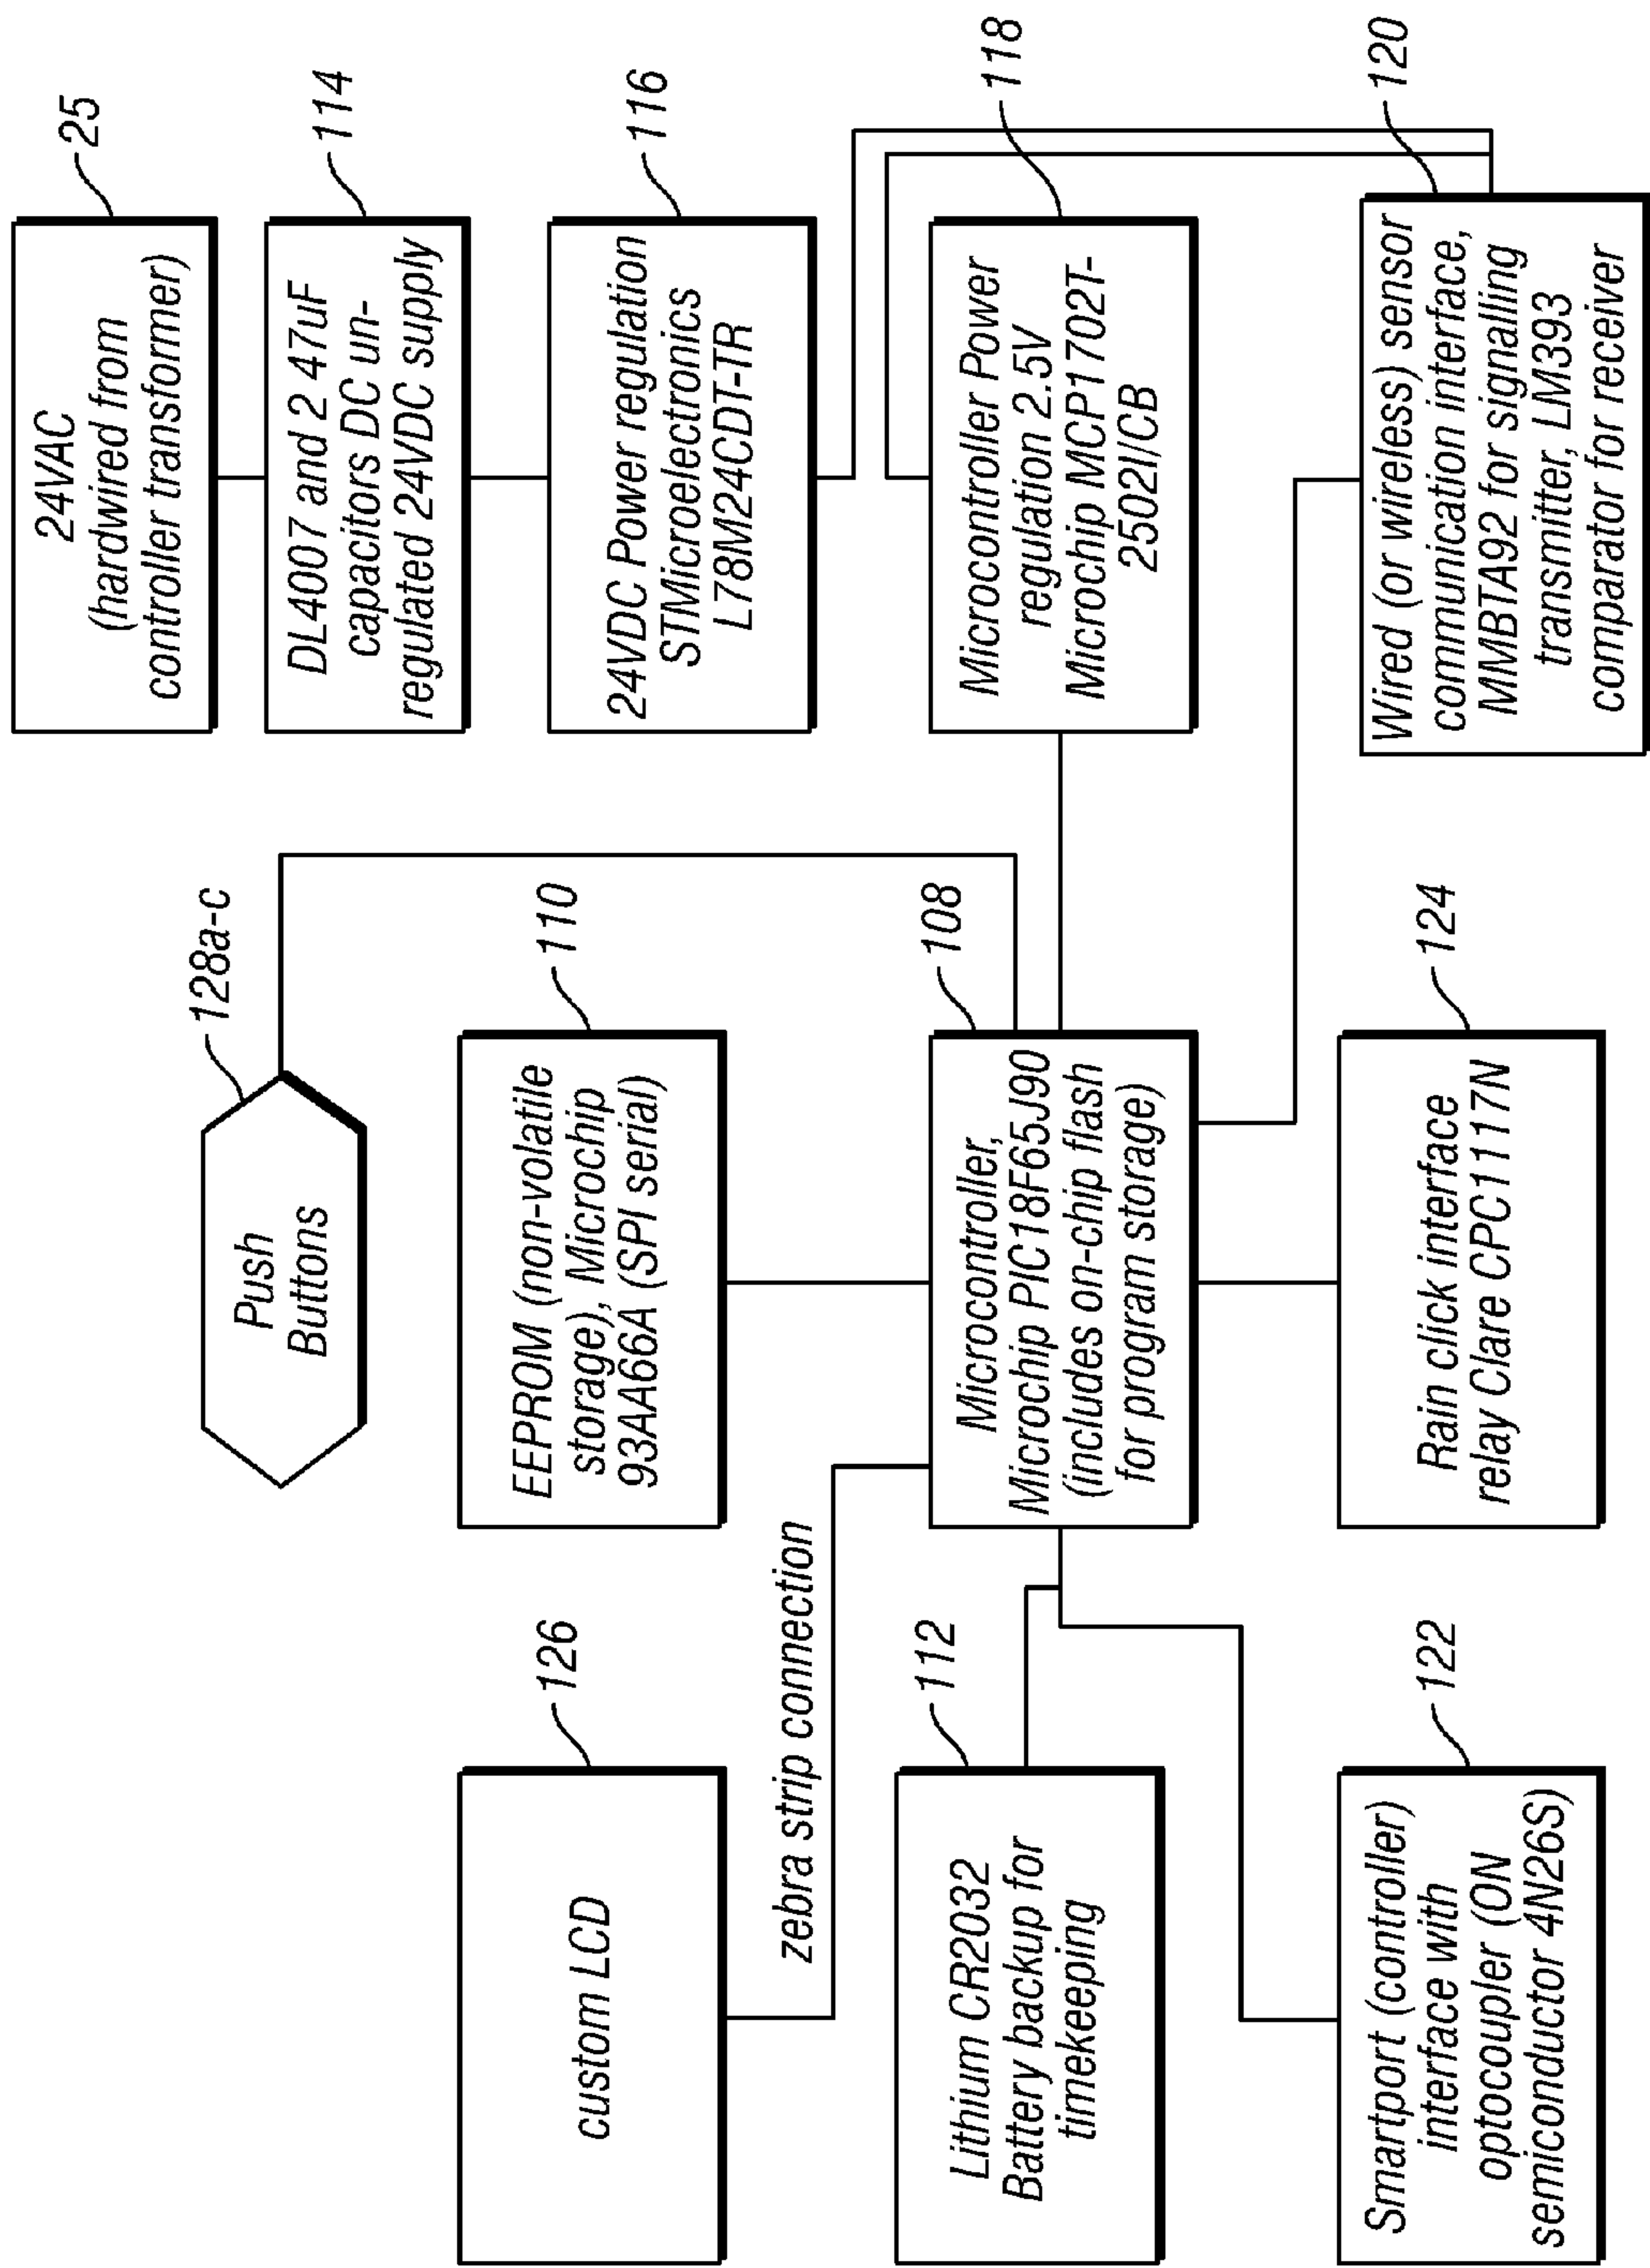 custom LCD
126
zebra strip connection
Lithium CR2032
Battery backup for
timekeeping
112
Smartport (controller)
interface with
optocoupler (ON
semiconductor 4N26S)
122
Push
Buttons
128a-c
EEPROM (non-volatile
storage), Microchip
93AA66A (SPI serial)
110
Microcontroller,
Microchip PIC18F65J90
(includes on-chip flash
for program storage)
108
Rain click interface
relay Clare CPC1117N
124
24VAC
(hardwired from
controller transformer)
25
DL4007 and 2 47uF
capacitors DC un-
regulated 24VDC supply
114
24VDC Power regulation
STMicroelectronics
L78M24CDT-TR
116
Microcontroller Power
regulation 2.5V
Microchip MCP1702T-
2502I/CB
118
Wired (or wireless) sensor
communication interface,
MMBTA92 for signalling
transmitter, LM393
comparator for receiver
120